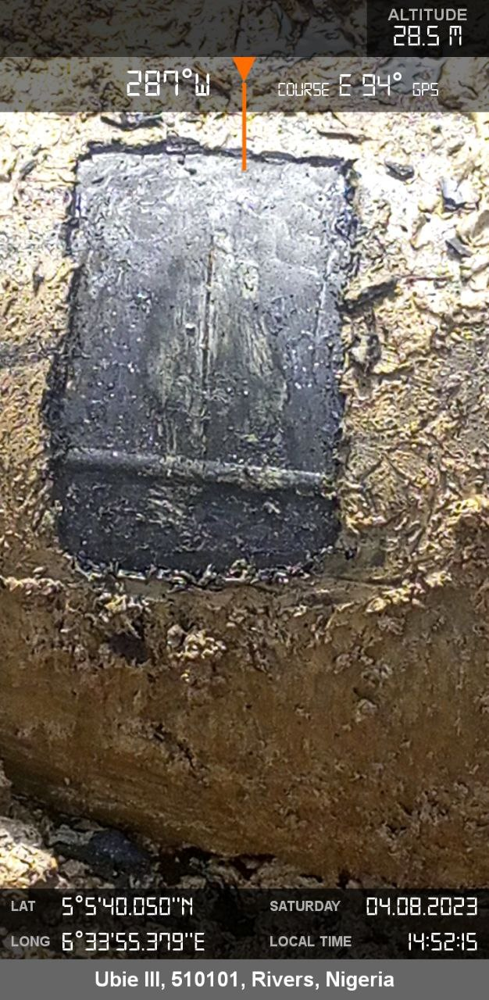 ALTITUDE
28.5 M
287°W
COURSE E 94° GPS
LAT 5°5'40.050"N SATURDAY 04.08.2023
LONG 6°33'55.379"E LOCAL TIME 14:52:15
Ubie III, 510101, Rivers, Nigeria